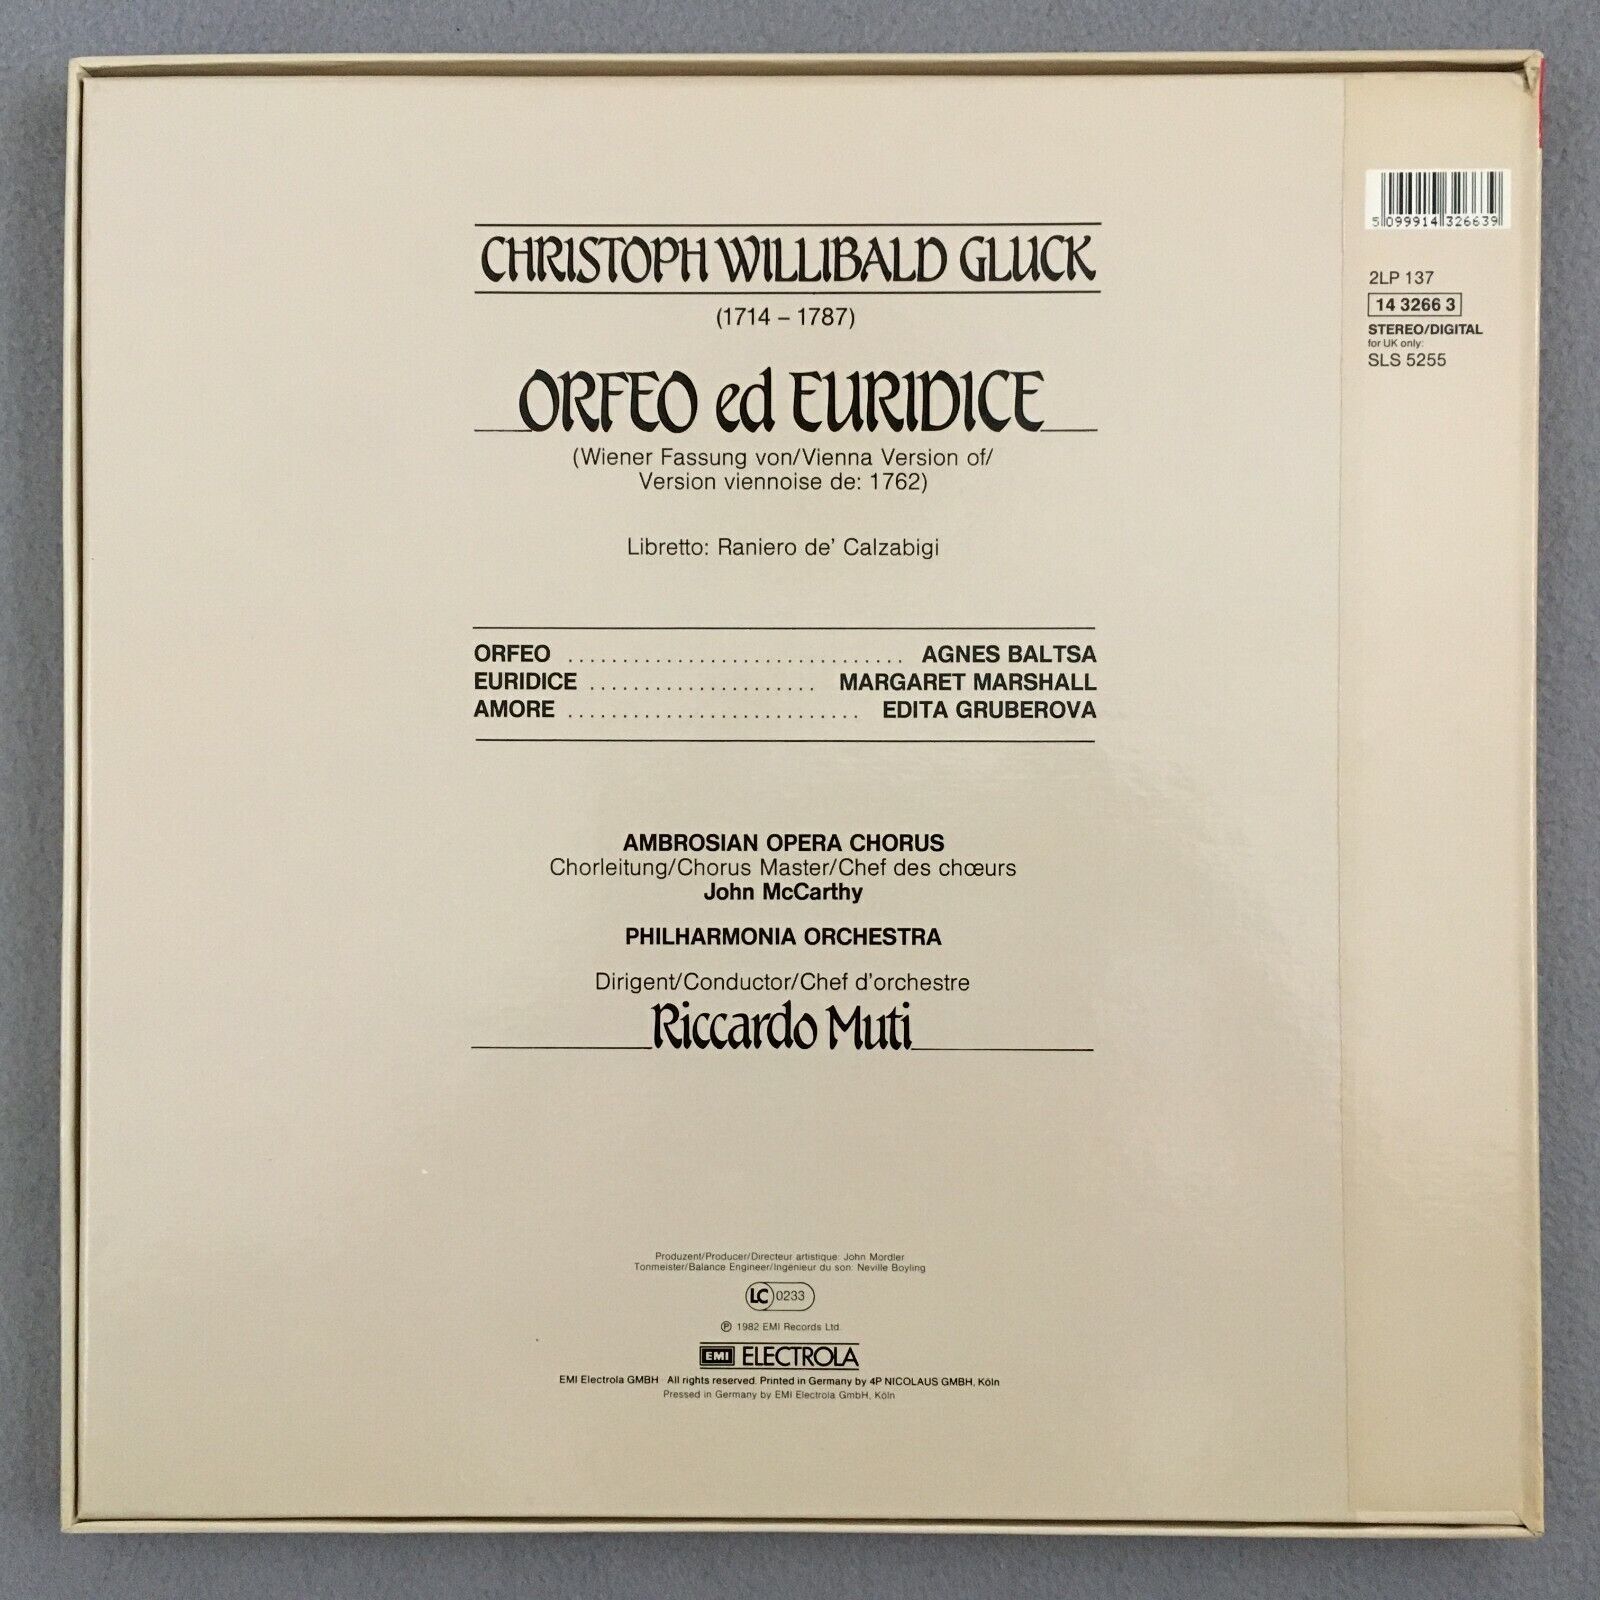 CHRISTOPH WILLIBALD GLUCK
(1714 – 1787)
ORFEO ed EURIDICE
(Wiener Fassung von/Vienna Version of/
Version viennoise de: 1762)
Libretto: Raniero de' Calzabigi
ORFEO ............................... AGNES BALTSA
EURIDICE ..................... MARGARET MARSHALL
AMORE ........................... EDITA GRUBEROVA
AMBROSIAN OPERA CHORUS
Chorleitung/Chorus Master/Chef des chœurs
John McCarthy
PHILHARMONIA ORCHESTRA
Dirigent/Conductor/Chef d'orchestre
Riccardo Muti
Produzent/Producer/Directeur artistique: John Mordler
Tonmeister/Balance Engineer/Ingénieur du son: Neville Boyling
LC 0233
℗ 1982 EMI Records Ltd.
EMI ELECTROLA
EMI Electrola GMBH · All rights reserved. Printed in Germany by 4P NICOLAUS GMBH, Köln
Pressed in Germany by EMI Electrola GmbH, Köln
5 099914 326639
2LP 137
14 3266 3
STEREO/DIGITAL
for UK only:
SLS 5255